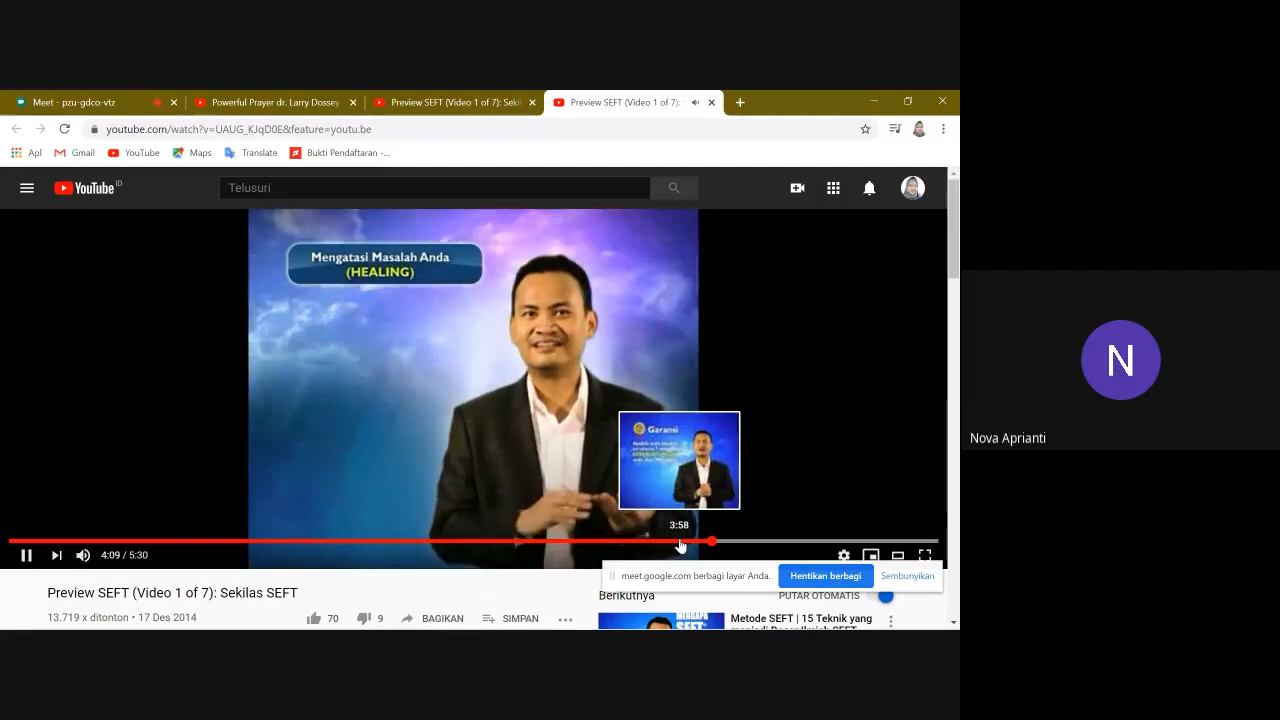 Meet - pzu-gdco-vtz
Powerful Prayer dr. Larry Dossey
Preview SEFT (Video 1 of 7): Sekil
Preview SEFT (Video 1 of 7):
youtube.com/watch?v=UAUG_KJqD0E&feature=youtu.be
Apl
Gmail
YouTube
Maps
Translate
Bukti Pendaftaran -...
YouTube ID
Telusuri
Mengatasi Masalah Anda
(HEALING)
Garansi
3:58
4:09 / 5:30
meet.google.com berbagi layar Anda.
Hentikan berbagi
Sembunyikan
Preview SEFT (Video 1 of 7): Sekilas SEFT
13.719 x ditonton • 17 Des 2014
70
9
BAGIKAN
SIMPAN
Berikutnya
PUTAR OTOMATIS
Metode SEFT | 15 Teknik yang
N
Nova Aprianti